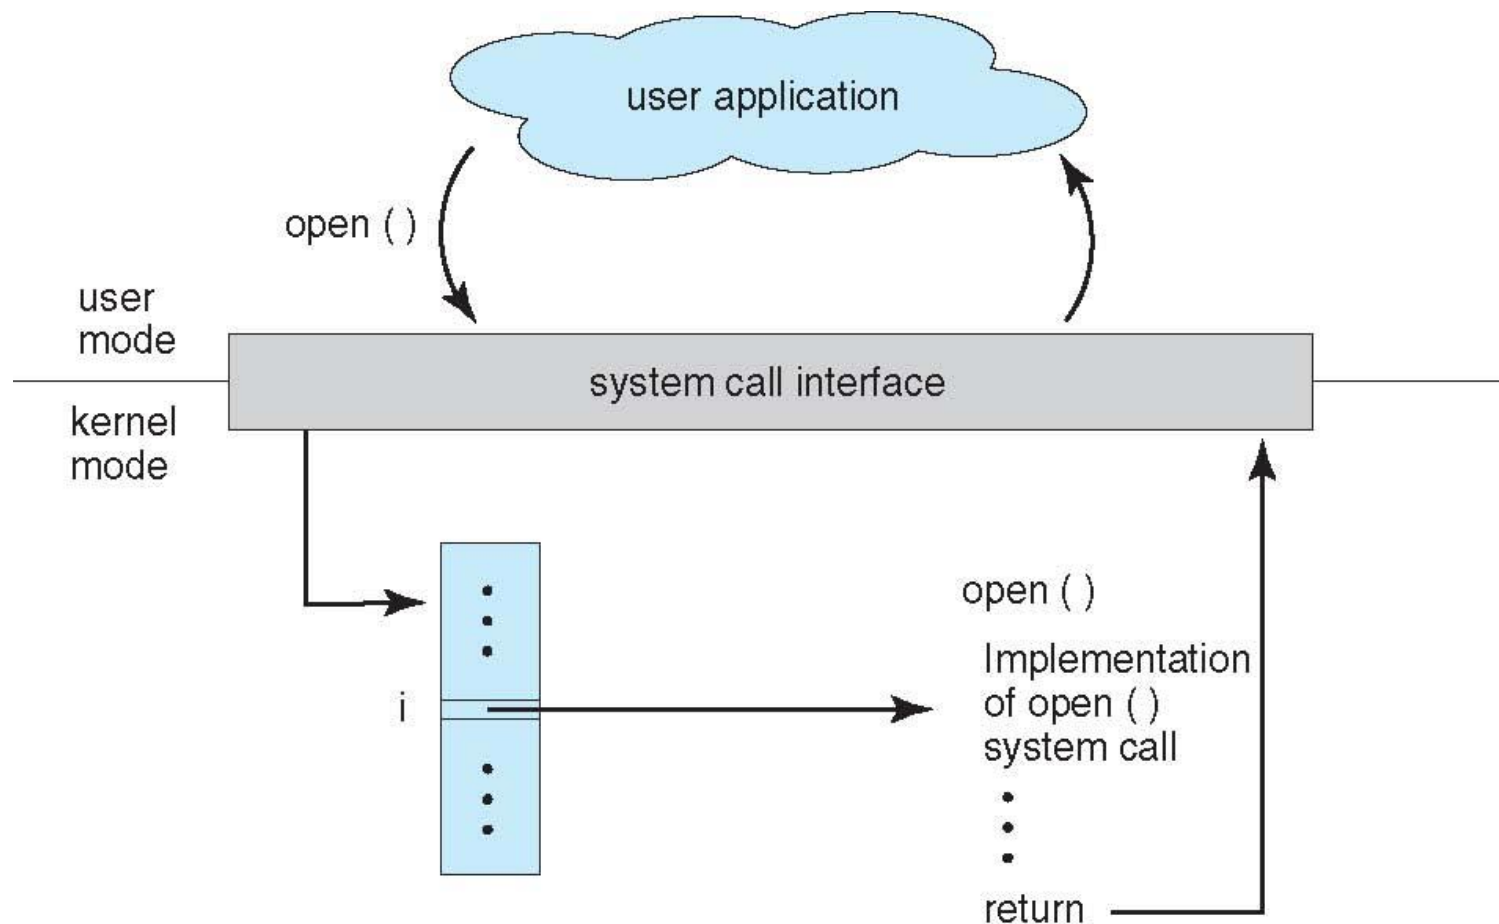 user application
open ( )
user
mode
system call interface
kernel
mode
open ( )
Implementation
of open ( )
system call
i
return